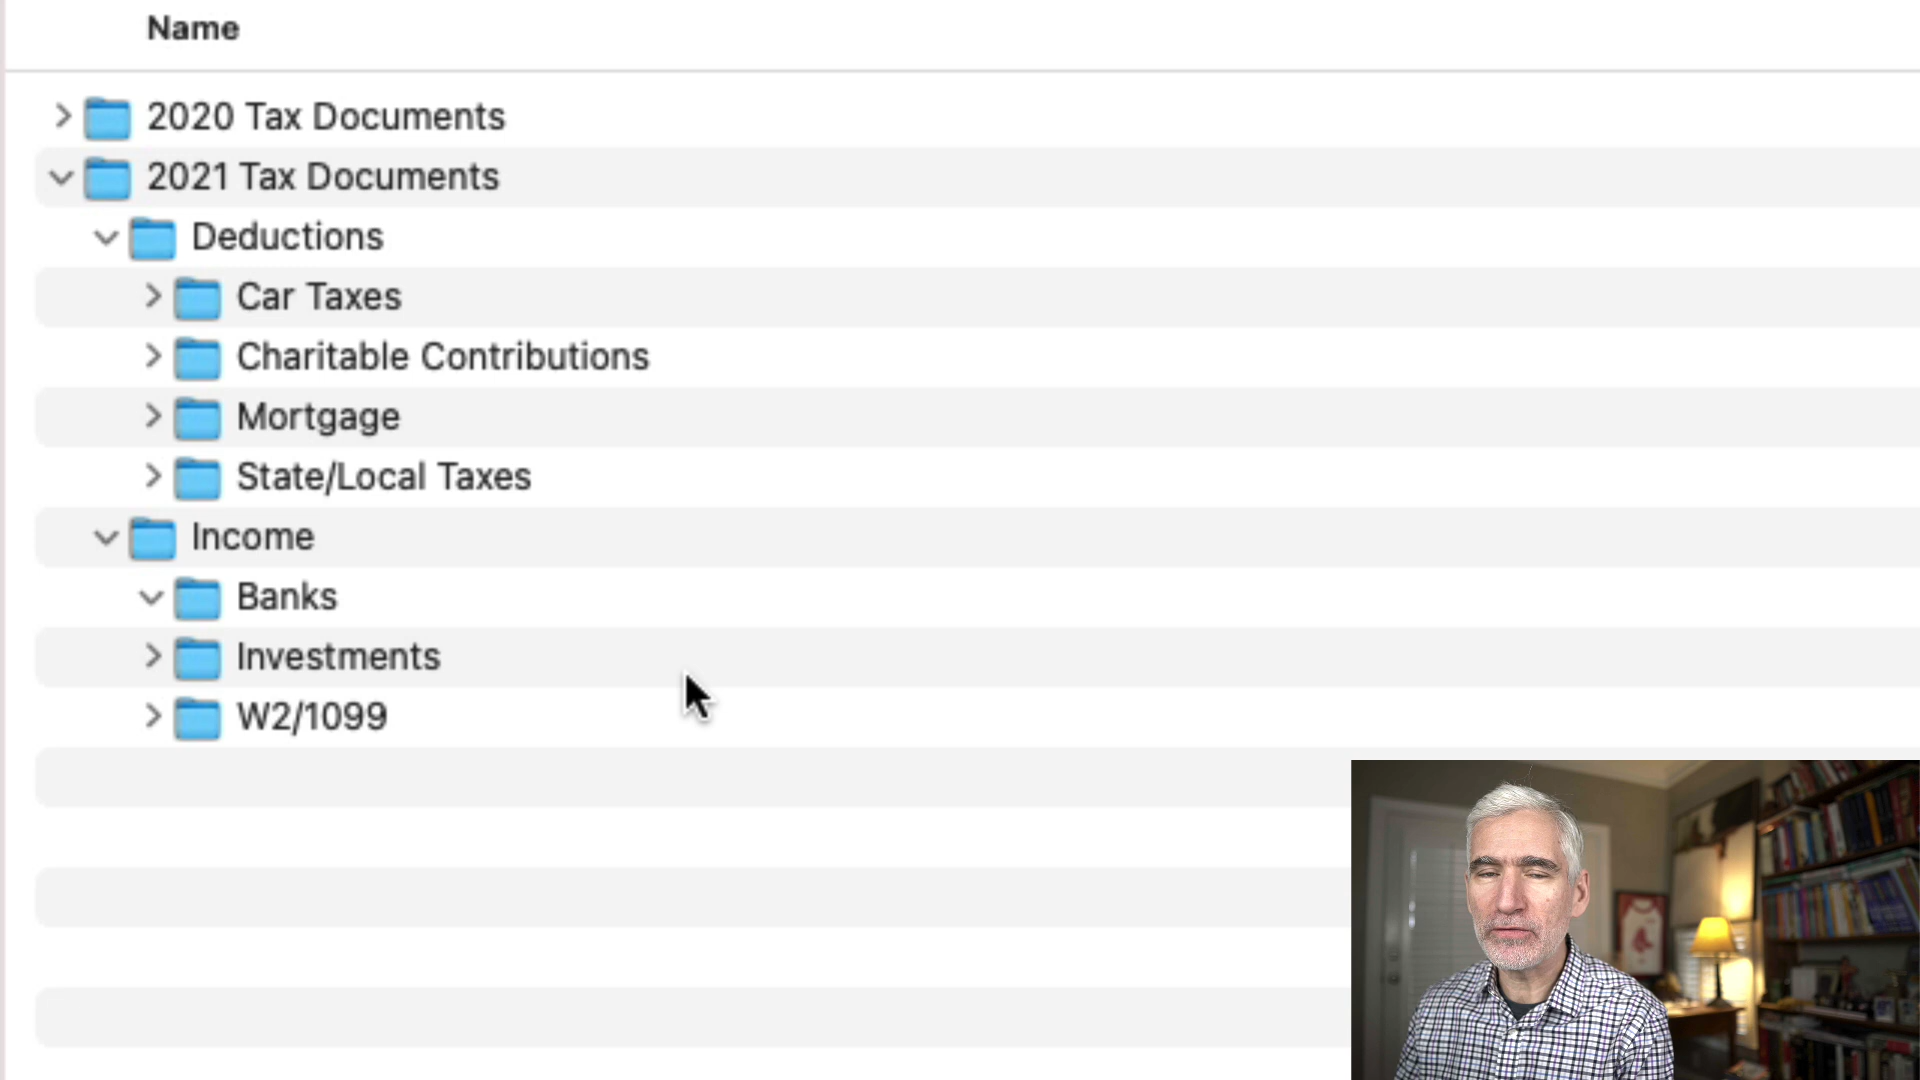 Name
2020 Tax Documents
2021 Tax Documents
Deductions
Car Taxes
Charitable Contributions
Mortgage
State/Local Taxes
Income
Banks
Investments
W2/1099